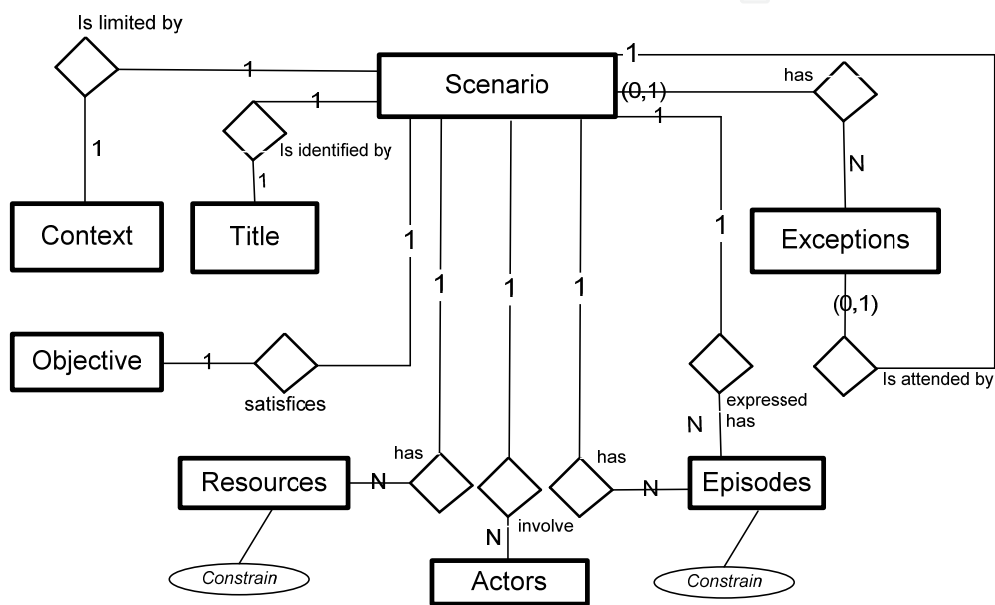 Is limited by
1
Scenario
1
has
(0,1)
1
1
Is identified by
1
N
1
Context
Title
1
1
Exceptions
1
1
1
(0,1)
Objective
1
satisfices
Is attended by
expressed
has
N
has
has
Resources
N
N
Episodes
involve
N
Constrain
Actors
Constrain